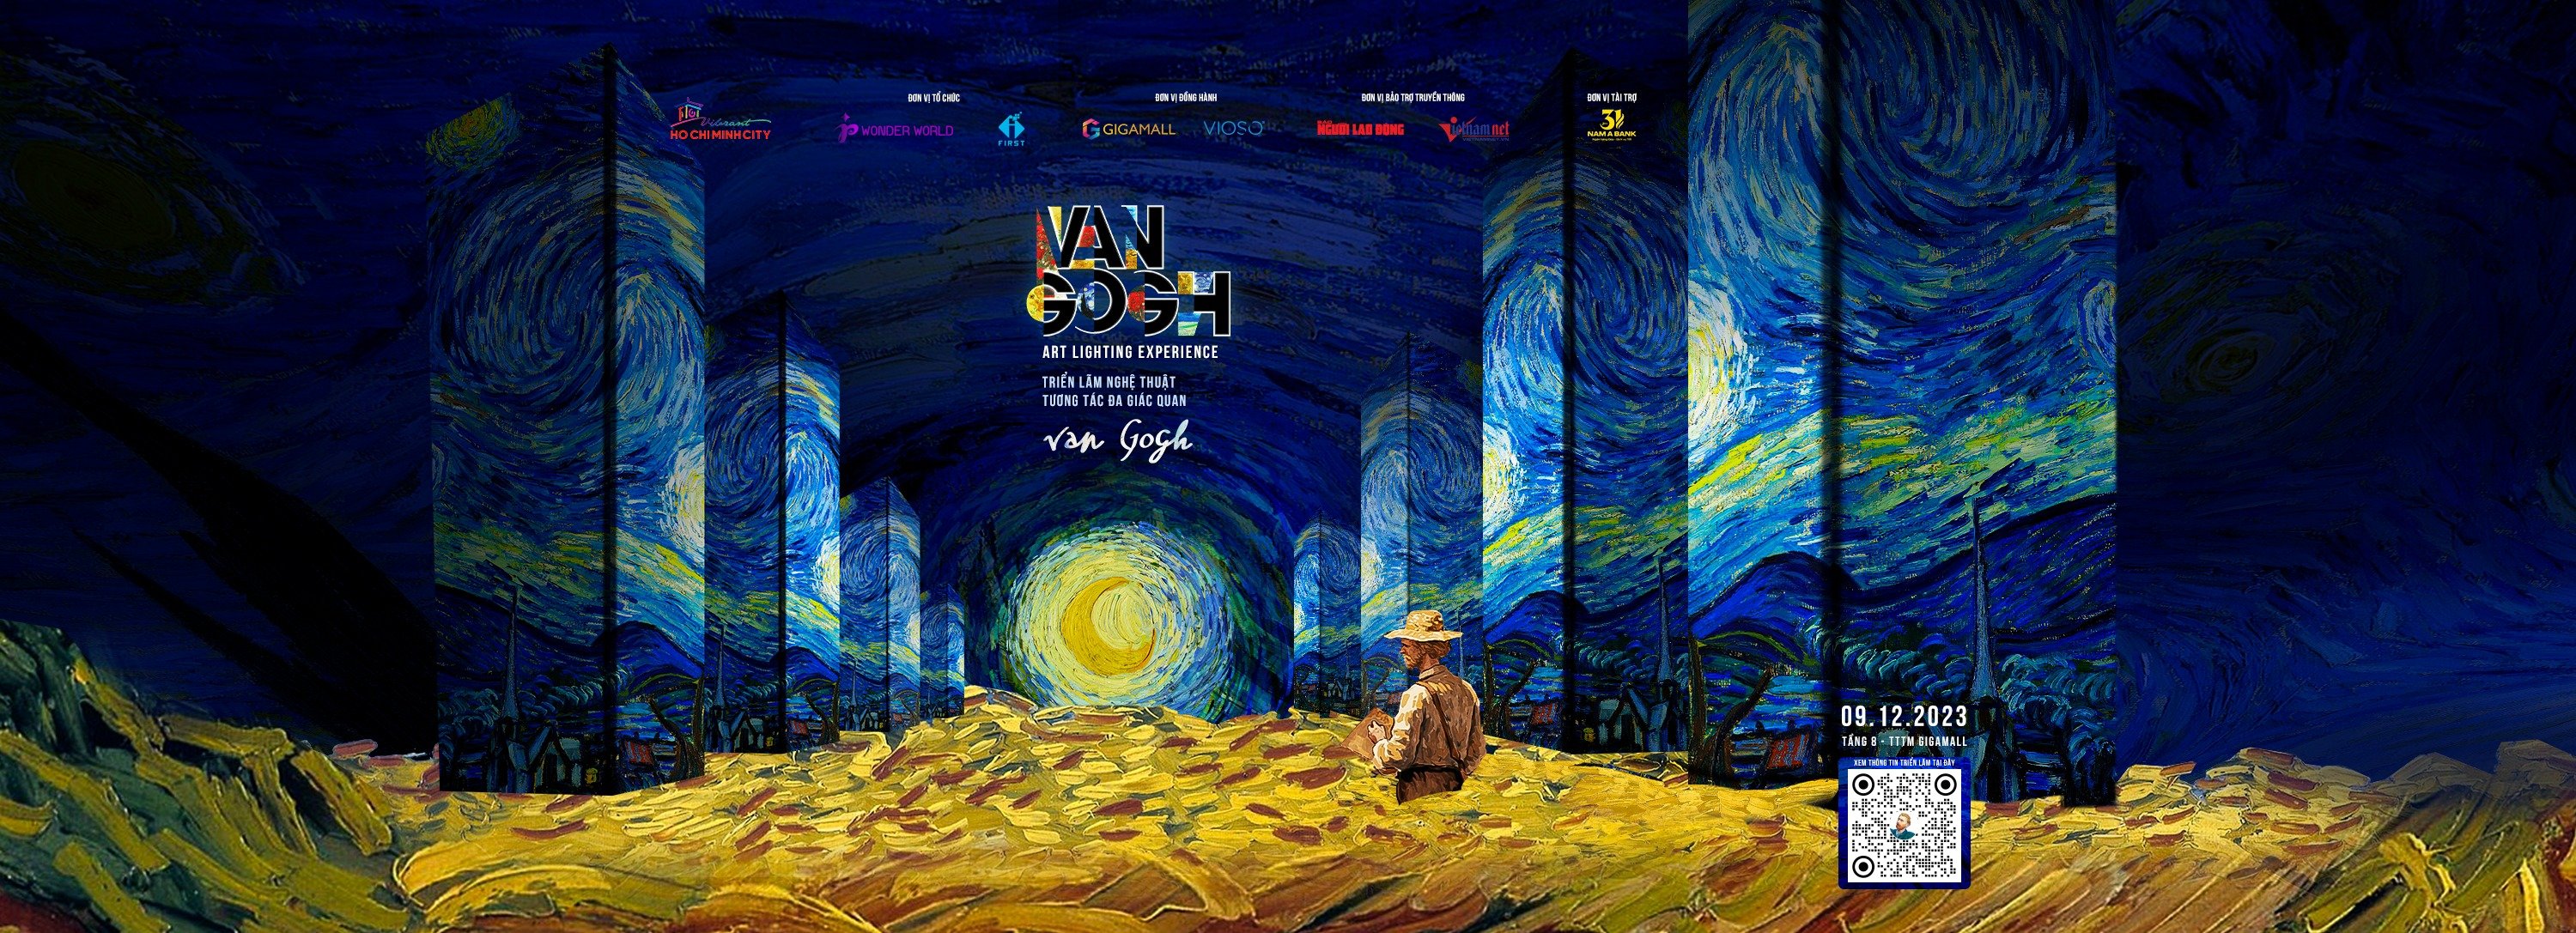 Vibrant
HO CHI MINH CITY
ĐƠN VỊ TỔ CHỨC
WONDER WORLD
FIRST
ĐƠN VỊ ĐỒNG HÀNH
GIGAMALL
VIOSO
ĐƠN VỊ BẢO TRỢ TRUYỀN THÔNG
BÁO
NGƯỜI LAO ĐỘNG
Vietnamnet
ĐƠN VỊ TÀI TRỢ
NAM A BANK
VAN
GOGH
ART LIGHTING EXPERIENCE
TRIỂN LÃM NGHỆ THUẬT
TƯƠNG TÁC ĐA GIÁC QUAN
Van Gogh
09.12.2023
TẦNG 8 - TTTM GIGAMALL
XEM THÔNG TIN TRIỂN LÃM TẠI ĐÂY